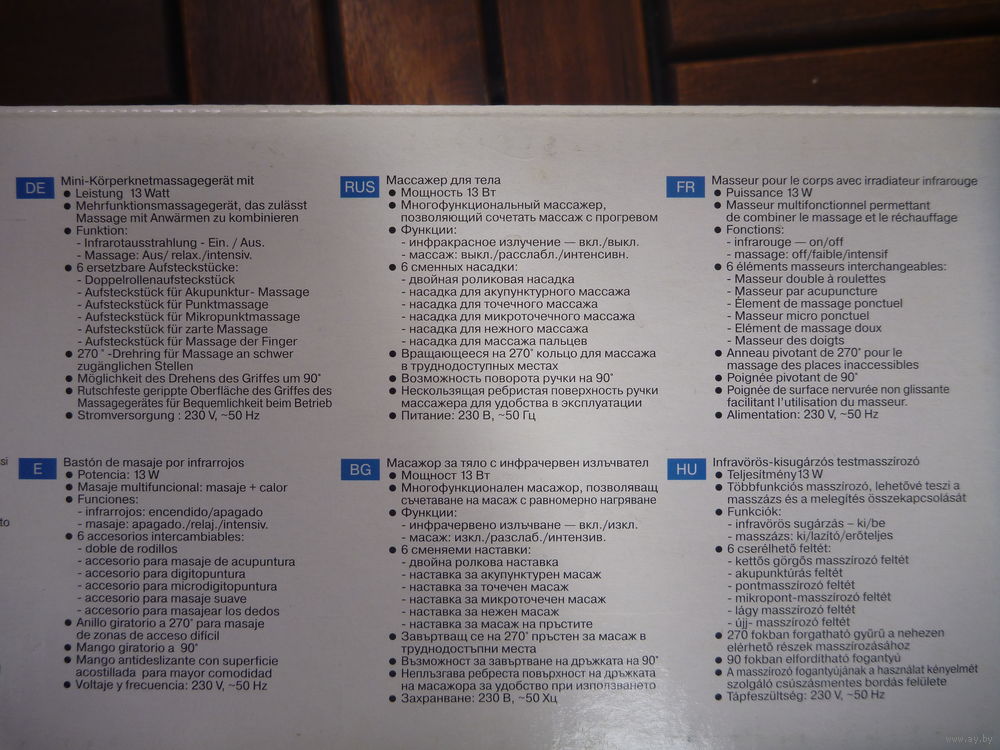 DE
Mini-Körperknetmassagegerät mit
● Leistung 13 Watt
● Mehrfunktionsmassagegerät, das zulässt
Massage mit Anwärmen zu kombinieren
● Funktion:
- Infrarotausstrahlung - Ein. / Aus.
- Massage: Aus/ relax./intensiv.
● 6 ersetzbare Aufsteckstücke:
- Doppelrollenaufsteckstück
- Aufsteckstück für Akupunktur- Massage
- Aufsteckstück für Punktmassage
- Aufsteckstück für Mikropunktmassage
- Aufsteckstück für zarte Massage
- Aufsteckstück für Massage der Finger
● 270 ° -Drehring für Massage an schwer
zugänglichen Stellen
● Möglichkeit des Drehens des Griffes um 90°
● Rutschfeste gerippte Oberfläche des Griffes des
Massagegerätes für Bequemlichkeit beim Betrieb
● Stromversorgung : 230 V, ~50 Hz
RUS
Массажер для тела
● Мощность 13 Вт
● Многофункциональный массажер,
позволяющий сочетать массаж с прогревом
● Функции:
- инфракрасное излучение — вкл./выкл.
- массаж: выкл./расслабл./интенсивн.
● 6 сменных насадки:
- двойная роликовая насадка
- насадка для акупунктурного массажа
- насадка для точечного массажа
- насадка для микроточечного массажа
- насадка для нежного массажа
- насадка для массажа пальцев
● Вращающееся на 270° кольцо для массажа
в труднодоступных местах
● Возможность поворота ручки на 90°
● Нескользящая ребристая поверхность ручки
массажера для удобства в эксплуатации
● Питание: 230 В, ~50 Гц
FR
Masseur pour le corps avec irradiateur infrarouge
● Puissance 13 W
● Masseur multifonctionnel permettant
de combiner le massage et le réchauffage
● Fonctions:
- infrarouge — on/off
- massage: off/faible/intensif
● 6 éléments masseurs interchangeables:
- Masseur double à roulettes
- Masseur par acupuncture
- Élement de massage ponctuel
- Masseur micro ponctuel
- Elément de massage doux
- Masseur des doigts
● Anneau pivotant de 270° pour le
massage des places inaccessibles
● Poignée pivotant de 90°
● Poignée de surface nervurée non glissante
facilitant l'utilisation du masseur.
● Alimentation: 230 V, ~50 Hz
si
to
E
Bastón de masaje por infrarrojos
● Potencia: 13 W
● Masaje multifuncional: masaje + calor
● Funciones:
- infrarrojos: encendido/apagado
- masaje: apagado./relaj./intensiv.
● 6 accesorios intercambiables:
- doble de rodillos
- accesorio para masaje de acupuntura
- accesorio para digitopuntura
- accesorio para microdigitopuntura
- accesorio para masaje suave
- accesorio para masajear los dedos
● Anillo giratorio a 270° para masaje
de zonas de acceso difícil
● Mango giratorio a 90°
● Mango antideslizante con superficie
acostillada para mayor comodidad
● Voltaje y frecuencia: 230 V, ~50 Hz
BG
Масажор за тяло с инфрачервен излъчвател
● Мощност 13 Вт
● Многофункционален масажор, позволяващ
съчетаване на масаж с равномерно нагряване
● Функции:
- инфрачервено излъчване — вкл./изкл.
- масаж: изкл./разслаб./интензив.
● 6 сменяеми наставки:
- двойна ролкова наставка
- наставка за акупунктурен масаж
- наставка за точечен масаж
- наставка за микроточечен масаж
- наставка за нежен масаж
- наставка за масаж на пръстите
● Завъртващ се на 270° пръстен за масаж в
труднодостъпни места
● Възможност за завъртване на дръжката на 90°
● Неплъзгава ребреста повърхност на дръжката
на масажора за удобство при използването
● Захранване: 230 В, ~50 Хц
HU
Infravörös-kisugárzós testmasszírozó
● Teljesítmény 13 W
● Többfunkciós masszírozó, lehetővé teszi a
masszázs és a melegítés összekapcsolását
● Funkciók:
- infravörös sugárzás – ki/be
- masszázs: ki/lazító/erőteljes
● 6 cserélhető feltét:
- kettős görgős masszírozó feltét
- akupunktúrás feltét
- pontmasszírozó feltét
- mikropont-masszírozó feltét
- lágy masszírozó feltét
- újj- masszírozó feltét
● 270 fokban forgatható gyűrű a nehezen
elérhető részek masszírozásához
● 90 fokban elfordítható fogantyú
● A masszírozó fogantyújának a használat kényelmét
szolgáló csúszásmentes bordás felülete
● Tápfeszültség: 230 V, ~50 Hz
www.ay.by